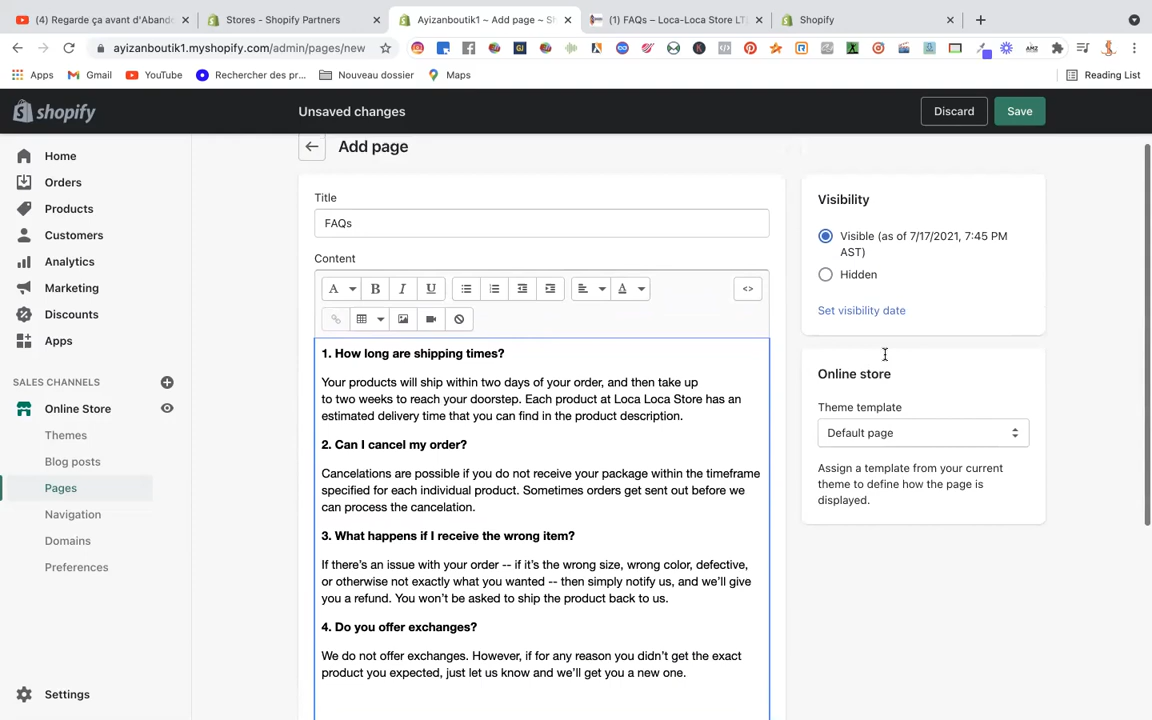 (1) Regarde ça avant d'Aband
Stores - Shopify Partners
Ayizanboutik1 ~ Add page ~ Sh
(1) FAQs – Loca-Loca Store LT
Shopify
ayizanboutik1.myshopify.com/admin/pages/new
Apps
Gmail
YouTube
Rechercher des pr...
Nouveau dossier
Maps
Reading List
shopify
Unsaved changes
Discard
Save
Home
Orders
Products
Customers
Analytics
Marketing
Discounts
Apps
SALES CHANNELS
Online Store
Themes
Blog posts
Pages
Navigation
Domains
Preferences
Settings
Add page
Title
FAQs
Content
1. How long are shipping times?
Your products will ship within two days of your order, and then take up
to two weeks to reach your doorstep. Each product at Loca Loca Store has an
estimated delivery time that you can find in the product description.
2. Can I cancel my order?
Cancelations are possible if you do not receive your package within the timeframe
specified for each individual product. Sometimes orders get sent out before we
can process the cancelation.
3. What happens if I receive the wrong item?
If there's an issue with your order -- if it's the wrong size, wrong color, defective,
or otherwise not exactly what you wanted -- then simply notify us, and we'll give
you a refund. You won't be asked to ship the product back to us.
4. Do you offer exchanges?
We do not offer exchanges. However, if for any reason you didn't get the exact
product you expected, just let us know and we'll get you a new one.
Visibility
Visible (as of 7/17/2021, 7:45 PM
AST)
Hidden
Set visibility date
Online store
Theme template
Default page
Assign a template from your current
theme to define how the page is
displayed.